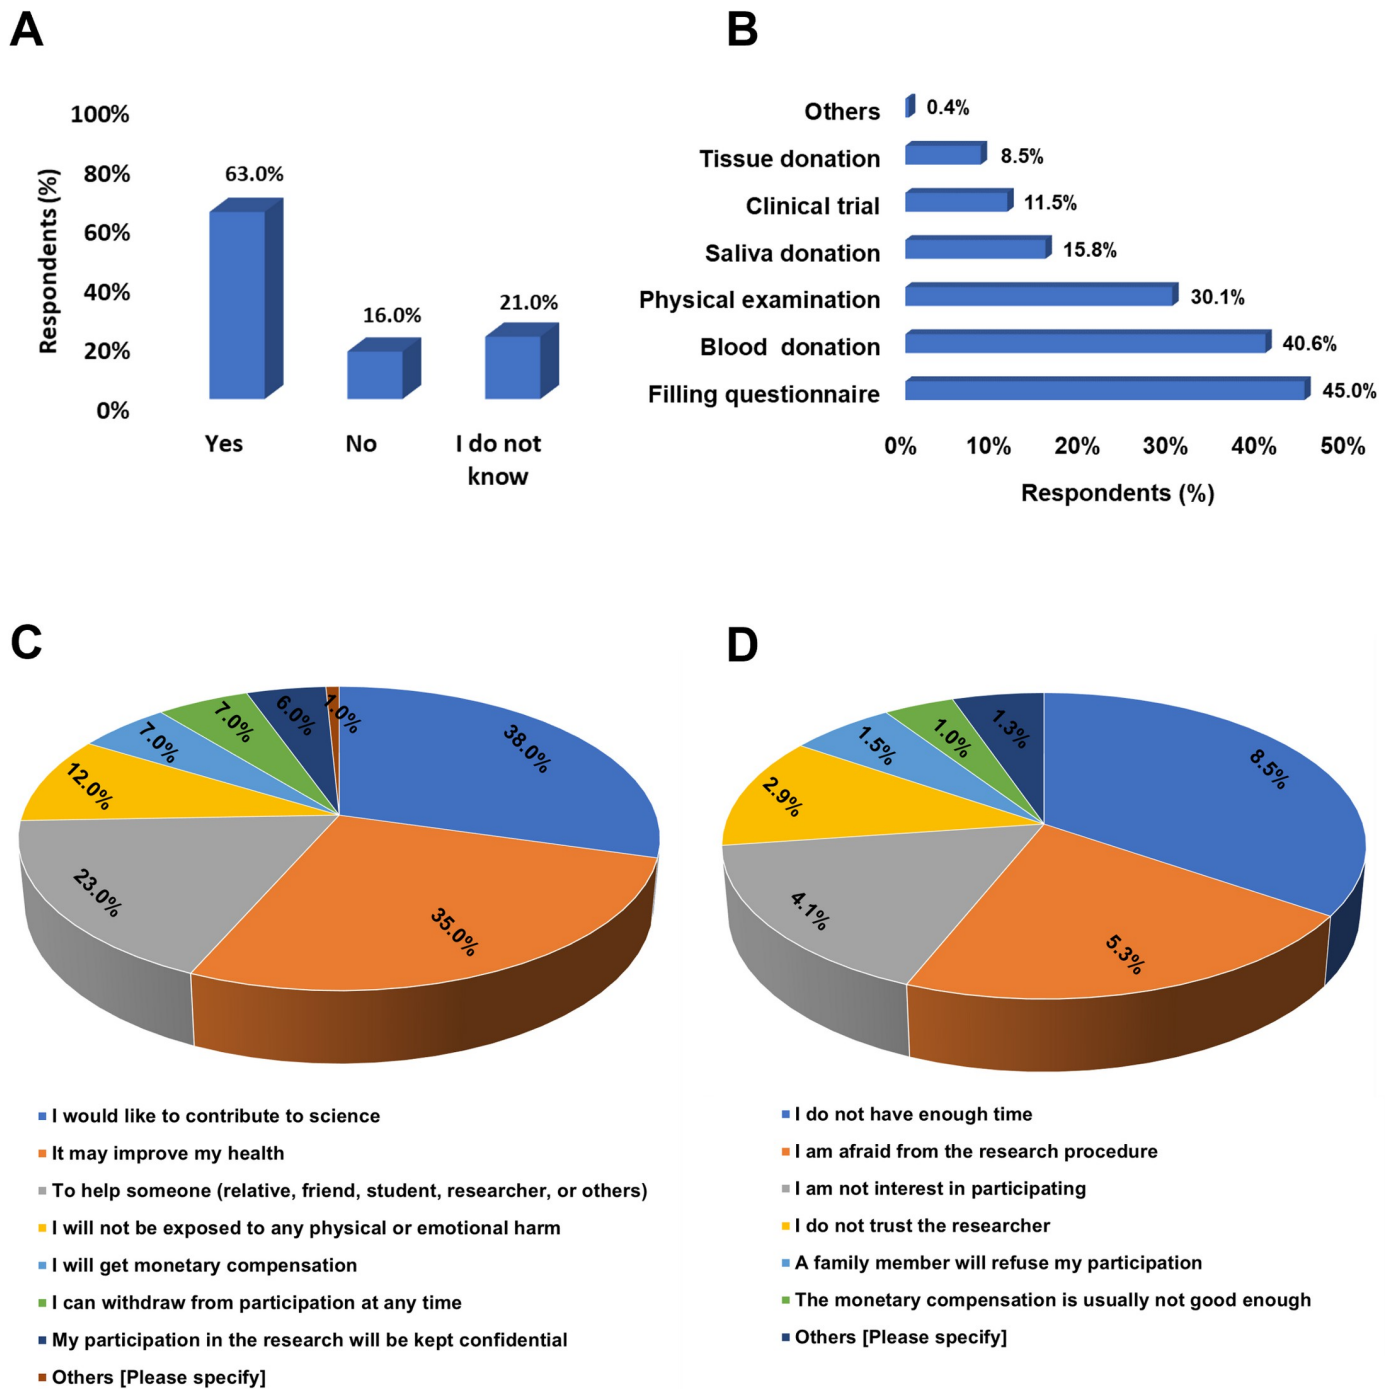 A
100%
80%
60%
40%
20%
0%
Respondents (%)
63.0%
16.0%
21.0%
Yes
No
I do not
know
B
Others
0.4%
Tissue donation
8.5%
Clinical trial
11.5%
Saliva donation
15.8%
Physical examination
30.1%
Blood donation
40.6%
Filling questionnaire
45.0%
0% 10% 20% 30% 40% 50%
Respondents (%)
C
38.0%
35.0%
23.0%
12.0%
7.0%
7.0%
6.0%
1.0%
I would like to contribute to science
It may improve my health
To help someone (relative, friend, student, researcher, or others)
I will not be exposed to any physical or emotional harm
I will get monetary compensation
I can withdraw from participation at any time
My participation in the research will be kept confidential
Others [Please specify]
D
8.5%
5.3%
4.1%
2.9%
1.5%
1.0%
1.3%
I do not have enough time
I am afraid from the research procedure
I am not interest in participating
I do not trust the researcher
A family member will refuse my participation
The monetary compensation is usually not good enough
Others [Please specify]